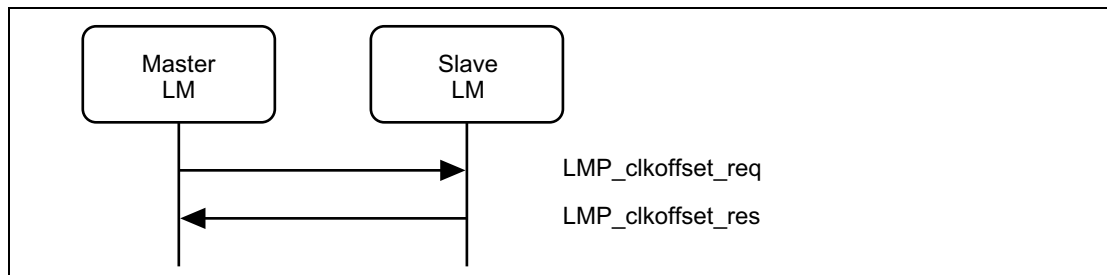 Master
LM
Slave
LM
LMP_clkoffset_req
LMP_clkoffset_res